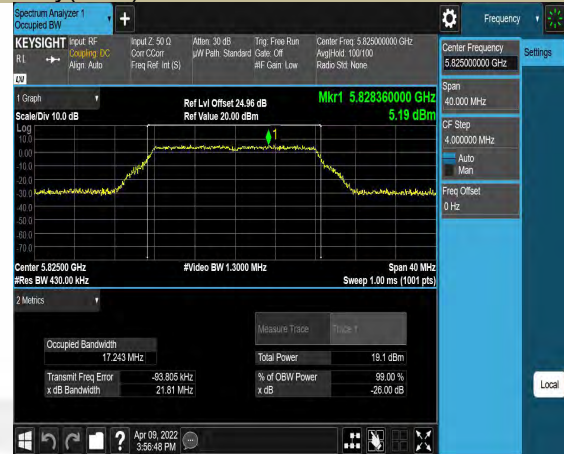 Spectrum Analyzer 1
Occupied BW
Frequency
KEYSIGHT
Input: RF
R L
Coupling: DC
Align: Auto
LXI
Input Z: 50 Ω
Corr CCorr
Freq Ref: Int (S)
Atten: 30 dB
µW Path: Standard
Trig: Free Run
Gate: Off
#IF Gain: Low
Center Freq: 5.825000000 GHz
Avg|Hold: 100/100
Radio Std: None
Center Frequency
5.825000000 GHz
Settings
Span
40.000 MHz
CF Step
4.000000 MHz
Auto
Man
Freq Offset
0 Hz
1 Graph
Scale/Div 10.0 dB
Ref Lvl Offset 24.96 dB
Ref Value 20.00 dBm
Mkr1 5.828360000 GHz
5.19 dBm
Log
10.0
0.00
-10.0
-20.0
-30.0
-40.0
-50.0
-60.0
-70.0
1
Center 5.82500 GHz
#Res BW 430.00 kHz
#Video BW 1.3000 MHz
Span 40 MHz
Sweep 1.00 ms (1001 pts)
2 Metrics
Measure Trace
Trace 1
Occupied Bandwidth
17.243 MHz
Total Power
19.1 dBm
Transmit Freq Error
-93.805 kHz
% of OBW Power
99.00 %
x dB Bandwidth
21.81 MHz
x dB
-26.00 dB
Local
?
Apr 09, 2022
3:56:48 PM